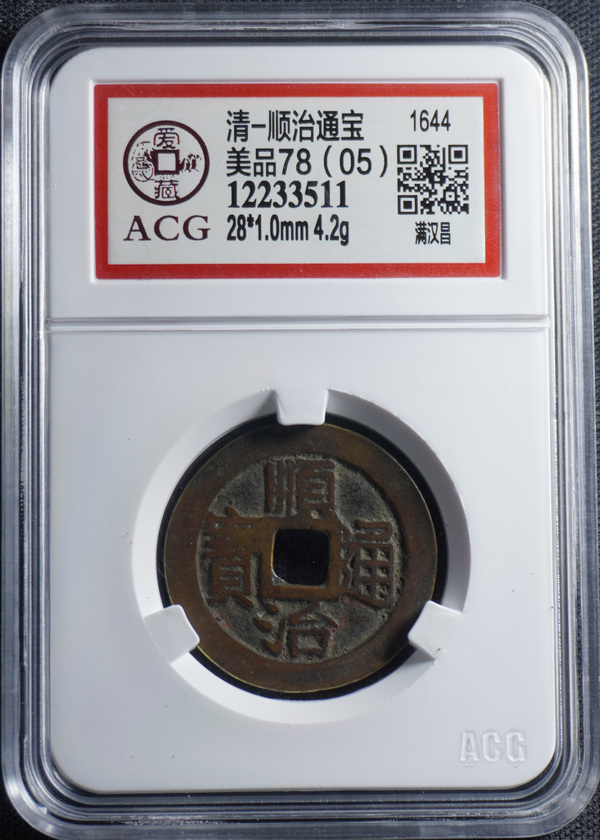 爱藏
ACG
清-顺治通宝
1644
美品78(05)
12233511
28*1.0mm 4.2g
满汉昌
順治通寳
ACG